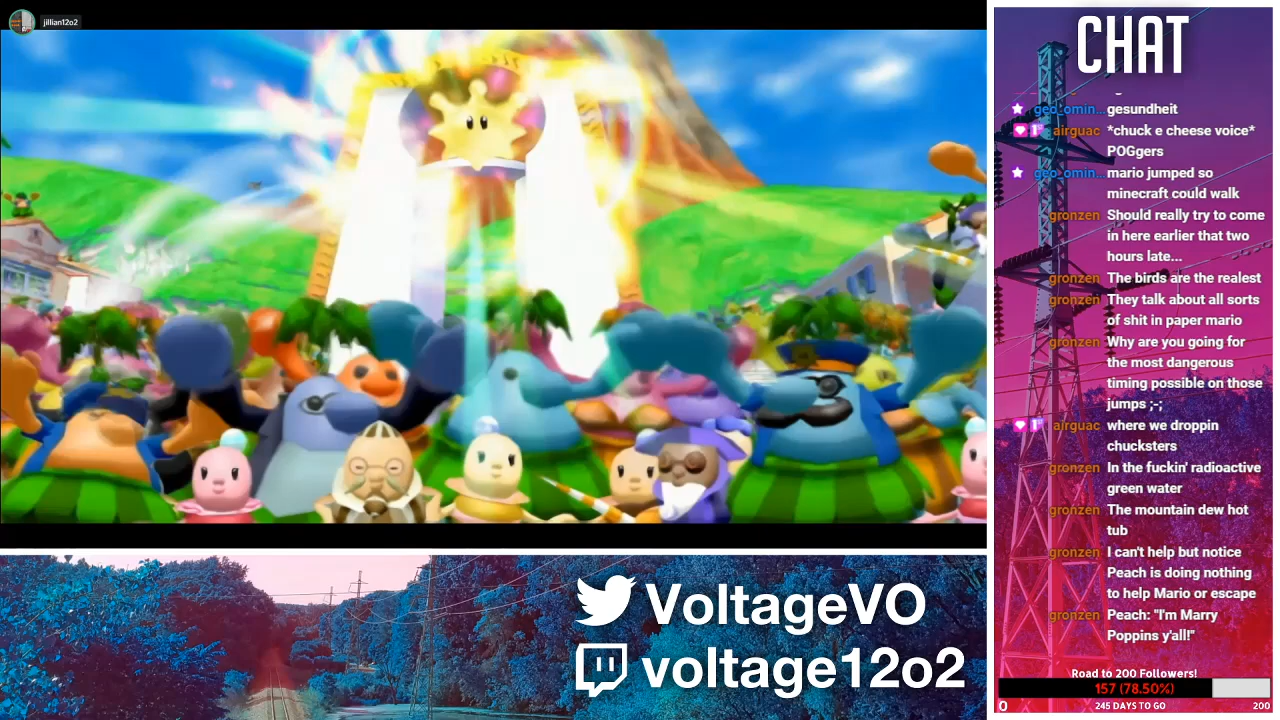 jillian12o2
CHAT
geo_omin... gesundheit
airguac *chuck e cheese voice*
POGgers
geo_omin... mario jumped so
minecraft could walk
gronzen Should really try to come
in here earlier that two
hours late...
gronzen The birds are the realest
gronzen They talk about all sorts
of shit in paper mario
gronzen Why are you going for
the most dangerous
timing possible on those
jumps ;-;
airguac where we droppin
chucksters
gronzen In the fuckin' radioactive
green water
gronzen The mountain dew hot
tub
gronzen I can't help but notice
Peach is doing nothing
to help Mario or escape
gronzen Peach: "I'm Marry
Poppins y'all!"
Road to 200 Followers!
157 (78.50%)
0 245 DAYS TO GO 200
VoltageVO
voltage12o2